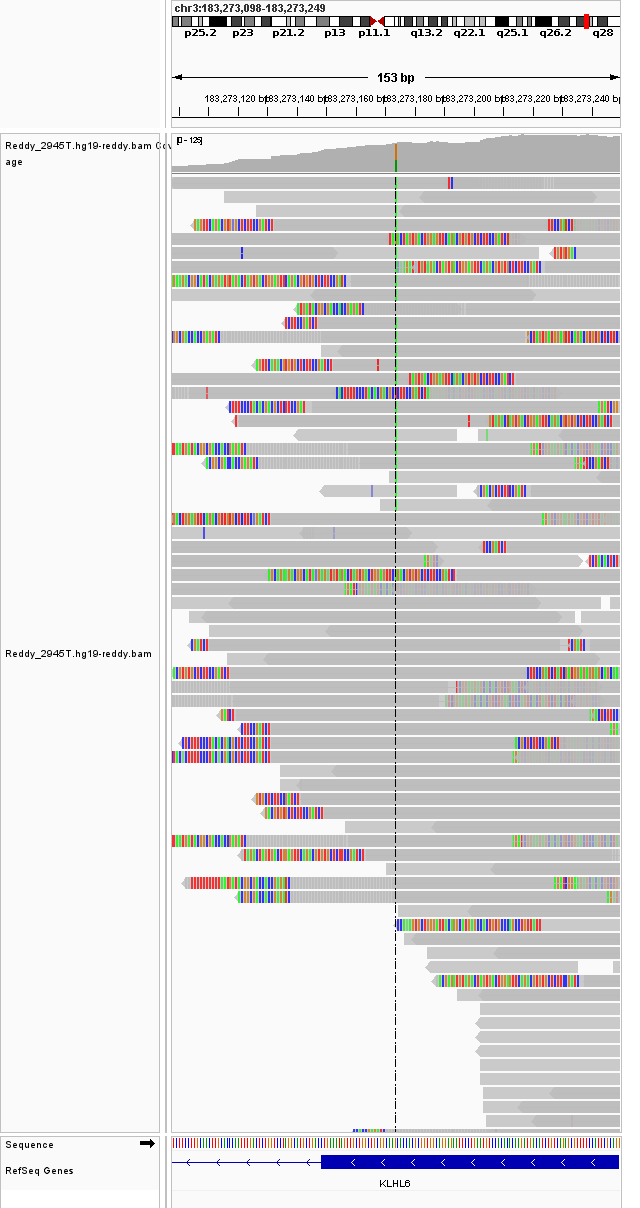 chr3:183,273,098-183,273,249
p25.2 p23 p21.2 p13 p11.1 q13.2 q22.1 q25.1 q26.2 q28
153 bp
183,273,120 bp 183,273,140 bp 183,273,160 bp 183,273,180 bp 183,273,200 bp 183,273,220 bp 183,273,240 bp
Reddy_2945T.hg19-reddy.bam Cov
age
[0 - 125]
Reddy_2945T.hg19-reddy.bam
Sequence
RefSeq Genes
KLHL6